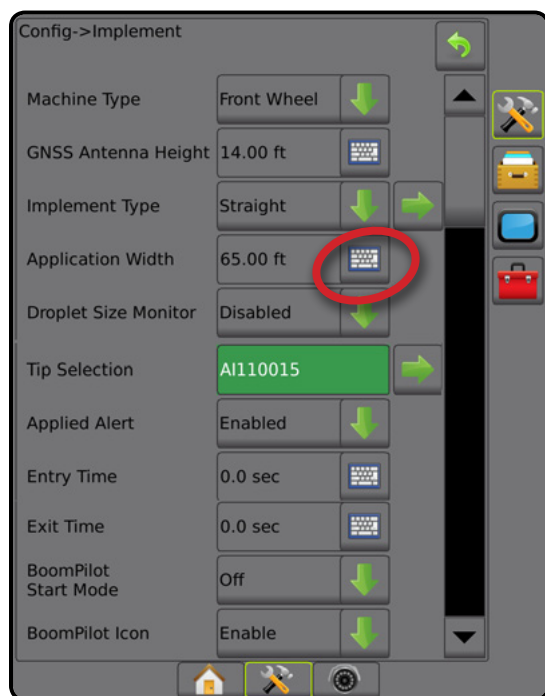 Config->Implement
Machine Type Front Wheel
GNSS Antenna Height 14.00 ft
Implement Type Straight
Application Width 65.00 ft
Droplet Size Monitor Disabled
Tip Selection AI110015
Applied Alert Enabled
Entry Time 0.0 sec
Exit Time 0.0 sec
BoomPilot
Start Mode Off
BoomPilot Icon Enable